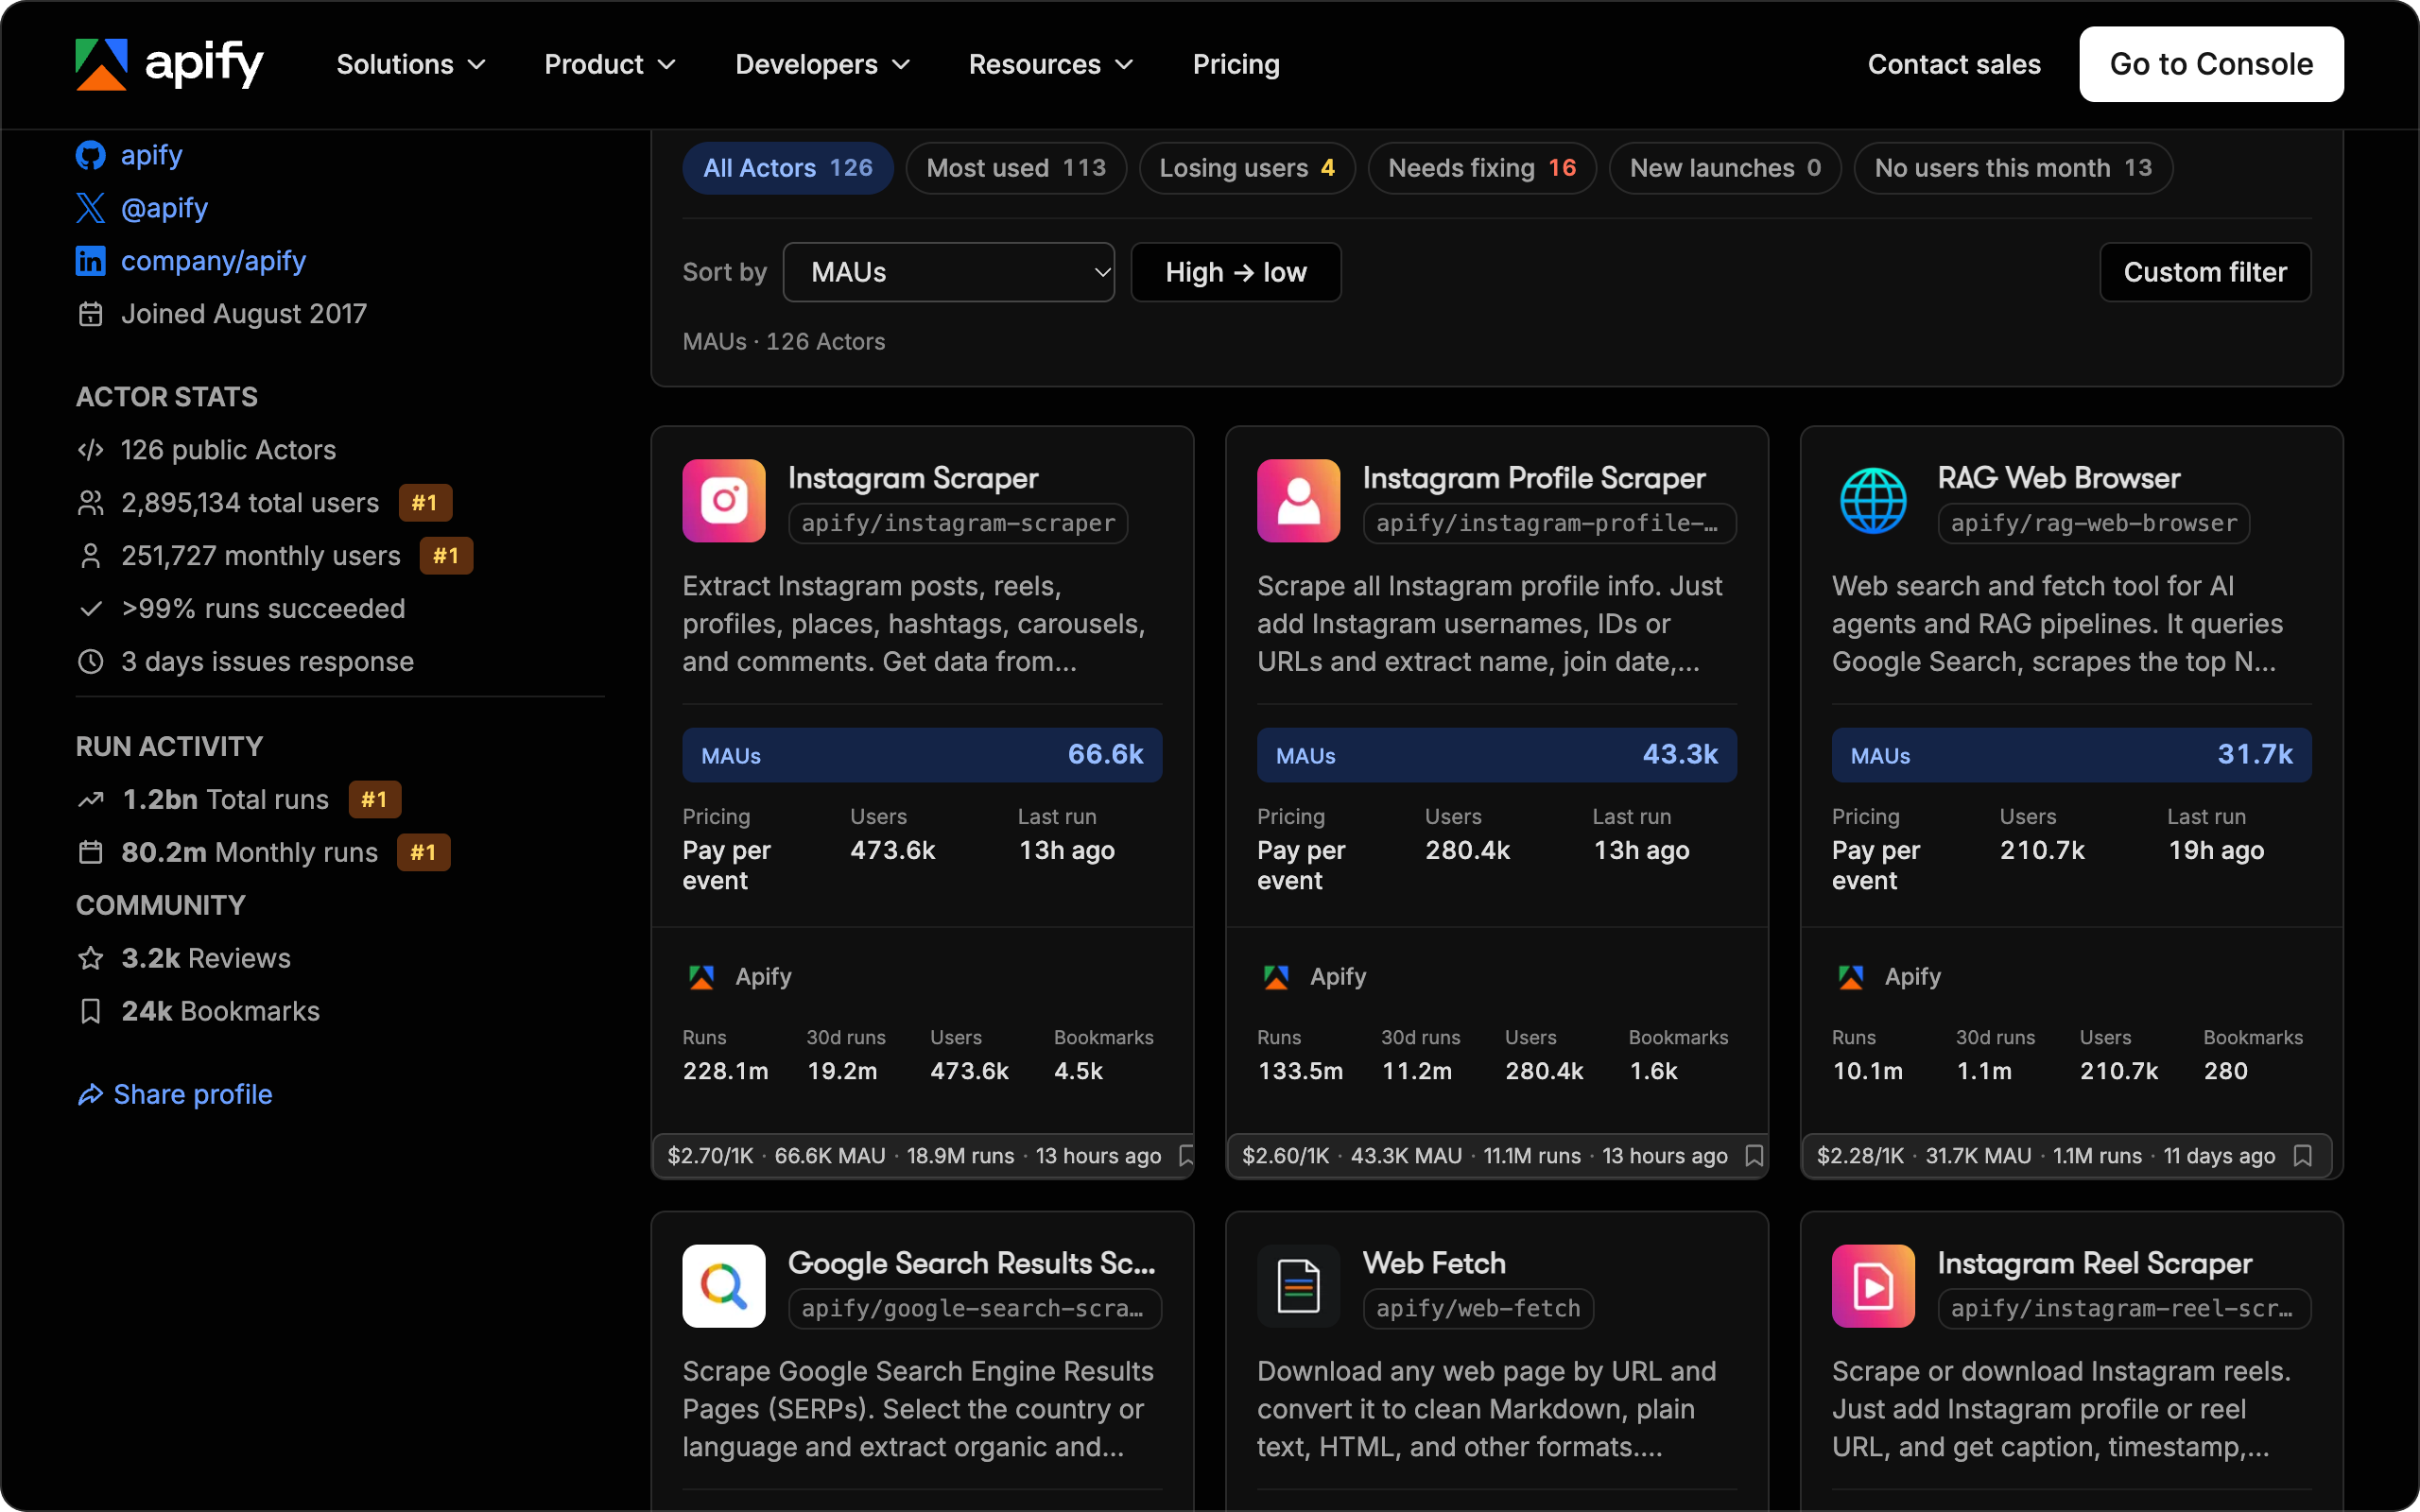 apify
Solutions
Product
Developers
Resources
Pricing
Contact sales
Go to Console
apify
@apify
company/apify
Joined August 2017
ACTOR STATS
126 public Actors
2,895,134 total users #1
251,727 monthly users #1
>99% runs succeeded
3 days issues response
RUN ACTIVITY
1.2bn Total runs #1
80.2m Monthly runs #1
COMMUNITY
3.2k Reviews
24k Bookmarks
Share profile
All Actors 126
Most used 113
Losing users 4
Needs fixing 16
New launches 0
No users this month 13
Sort by MAUs High → low
Custom filter
MAUs · 126 Actors
Instagram Scraper
apify/instagram-scraper
Extract Instagram posts, reels,
profiles, places, hashtags, carousels,
and comments. Get data from...
MAUs 66.6k
Pricing Users Last run
Pay per 473.6k 13h ago
event
Apify
Runs 30d runs Users Bookmarks
228.1m 19.2m 473.6k 4.5k
$2.70/1K · 66.6K MAU · 18.9M runs · 13 hours ago
Instagram Profile Scraper
apify/instagram-profile-...
Scrape all Instagram profile info. Just
add Instagram usernames, IDs or
URLs and extract name, join date,...
MAUs 43.3k
Pricing Users Last run
Pay per 280.4k 13h ago
event
Apify
Runs 30d runs Users Bookmarks
133.5m 11.2m 280.4k 1.6k
$2.60/1K · 43.3K MAU · 11.1M runs · 13 hours ago
RAG Web Browser
apify/rag-web-browser
Web search and fetch tool for AI
agents and RAG pipelines. It queries
Google Search, scrapes the top N...
MAUs 31.7k
Pricing Users Last run
Pay per 210.7k 19h ago
event
Apify
Runs 30d runs Users Bookmarks
10.1m 1.1m 210.7k 280
$2.28/1K · 31.7K MAU · 1.1M runs · 11 days ago
Google Search Results Sc...
apify/google-search-scra...
Scrape Google Search Engine Results
Pages (SERPs). Select the country or
language and extract organic and...
Web Fetch
apify/web-fetch
Download any web page by URL and
convert it to clean Markdown, plain
text, HTML, and other formats....
Instagram Reel Scraper
apify/instagram-reel-scr...
Scrape or download Instagram reels.
Just add Instagram profile or reel
URL, and get caption, timestamp,...